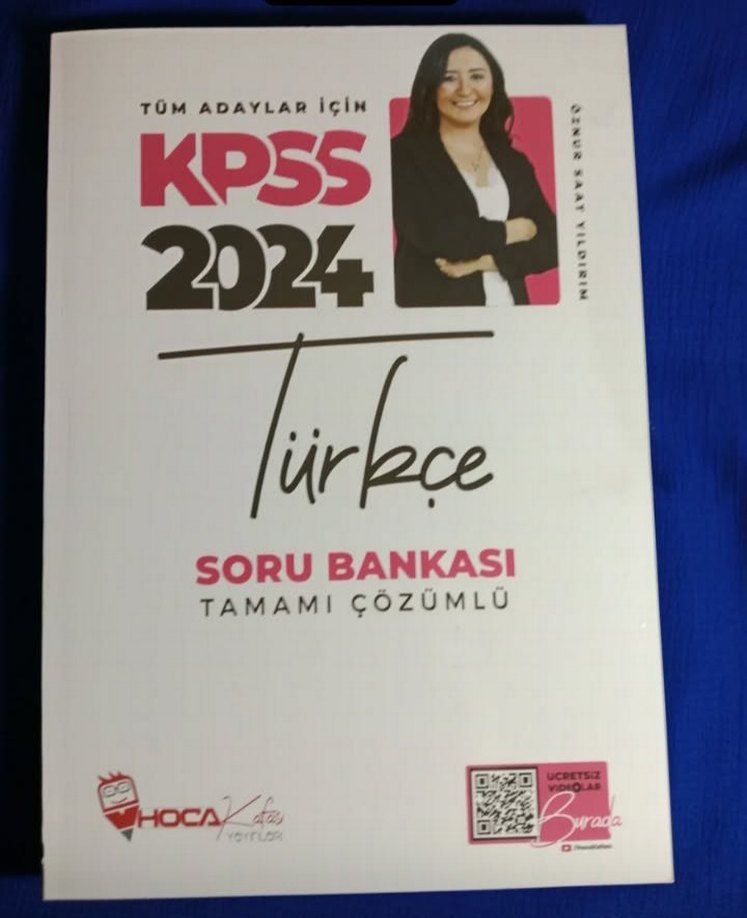 TÜM ADAYLAR İÇİN
KPSS
2024
ÖZNUR SAAT YILDIRIM
Türkçe
SORU BANKASI
TAMAMI ÇÖZÜMLÜ
HOCA Kafası
YAYINLARI
ÜCRETSİZ
VİDEOLAR
Burada
/HocaKafası